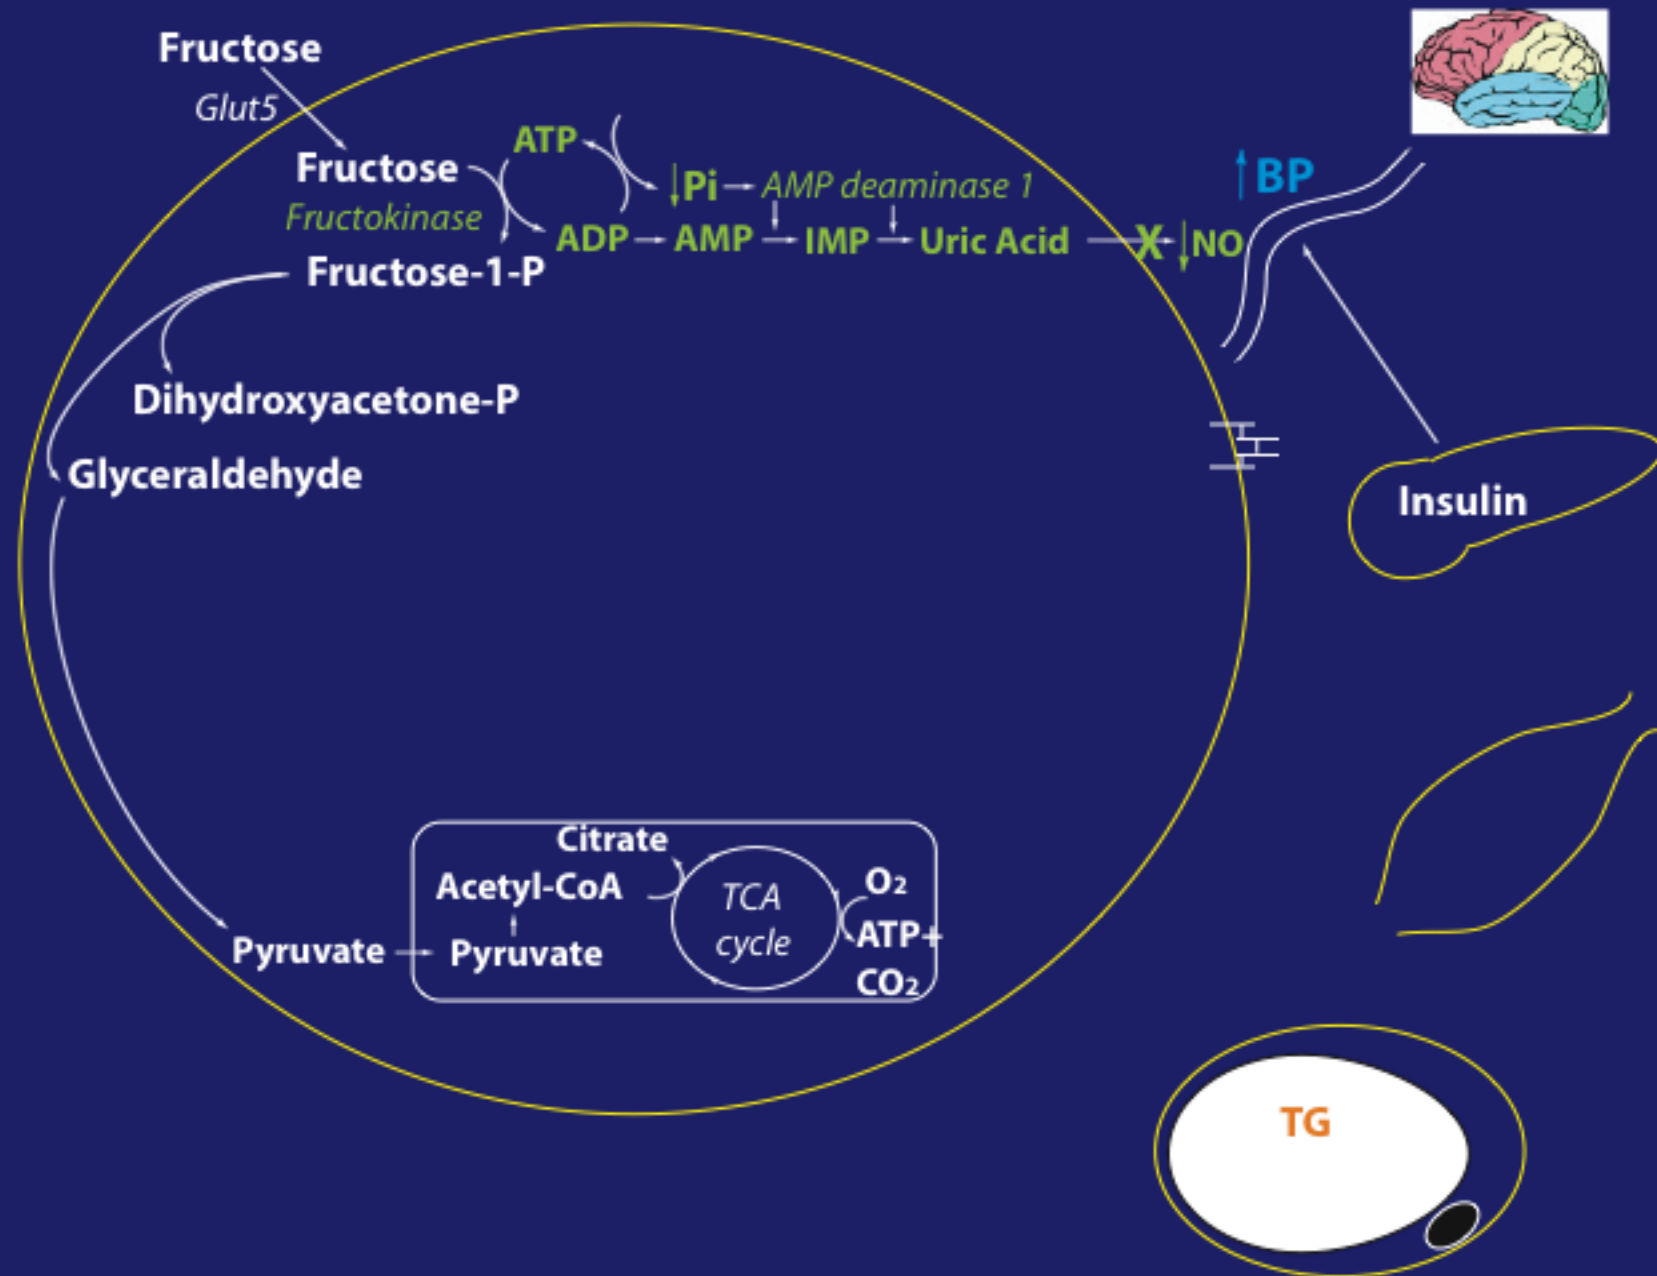 Fructose
Glut5
ATP
Fructose
↓Pi → AMP deaminase 1
↑BP
Fructokinase
ADP → AMP → IMP → Uric Acid X ↓NO
Fructose-1-P
Dihydroxyacetone-P
Glyceraldehyde
Insulin
Citrate
Acetyl-CoA
TCA
cycle
O2
ATP+
CO2
Pyruvate → Pyruvate
TG